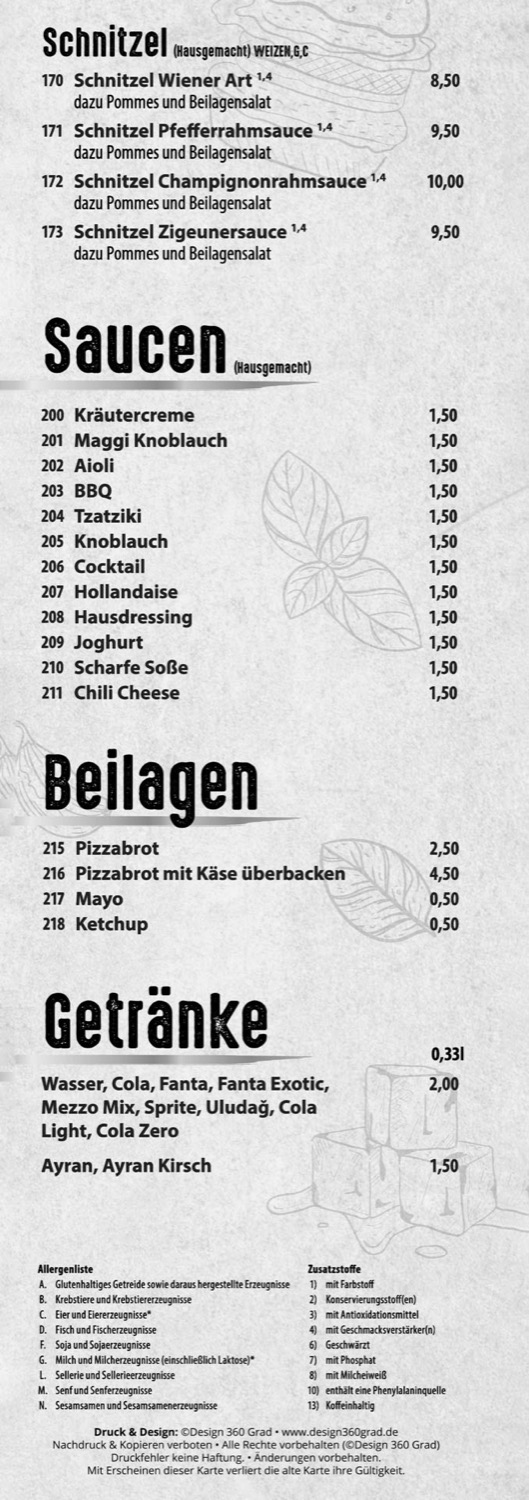 Schnitzel (Hausgemacht) WEIZEN,G,C
170 Schnitzel Wiener Art 1,4 8,50
dazu Pommes und Beilagensalat
171 Schnitzel Pfefferrahmsauce 1,4 9,50
dazu Pommes und Beilagensalat
172 Schnitzel Champignonrahmsauce 1,4 10,00
dazu Pommes und Beilagensalat
173 Schnitzel Zigeunersauce 1,4 9,50
dazu Pommes und Beilagensalat
Saucen (Hausgemacht)
200 Kräutercreme 1,50
201 Maggi Knoblauch 1,50
202 Aioli 1,50
203 BBQ 1,50
204 Tzatziki 1,50
205 Knoblauch 1,50
206 Cocktail 1,50
207 Hollandaise 1,50
208 Hausdressing 1,50
209 Joghurt 1,50
210 Scharfe Soße 1,50
211 Chili Cheese 1,50
Beilagen
215 Pizzabrot 2,50
216 Pizzabrot mit Käse überbacken 4,50
217 Mayo 0,50
218 Ketchup 0,50
Getränke
0,33l
Wasser, Cola, Fanta, Fanta Exotic, 2,00
Mezzo Mix, Sprite, Uludağ, Cola
Light, Cola Zero
Ayran, Ayran Kirsch 1,50
Allergenliste
A. Glutenhaltiges Getreide sowie daraus hergestellte Erzeugnisse
B. Krebstiere und Krebstiererzeugnisse
C. Eier und Eiererzeugnisse*
D. Fisch und Fischerzeugnisse
F. Soja und Sojaerzeugnisse
G. Milch und Milcherzeugnisse (einschließlich Laktose)*
L. Sellerie und Sellerieerzeugnisse
M. Senf und Senferzeugnisse
N. Sesamsamen und Sesamsamenerzeugnisse
Zusatzstoffe
1) mit Farbstoff
2) Konservierungsstoff(en)
3) mit Antioxidationsmittel
4) mit Geschmacksverstärker(n)
6) Geschwärzt
7) mit Phosphat
8) mit Milcheiweiß
10) enthält eine Phenylalaninquelle
13) Koffeinhaltig
Druck & Design: ©Design 360 Grad • www.design360grad.de
Nachdruck & Kopieren verboten • Alle Rechte vorbehalten (©Design 360 Grad)
Druckfehler keine Haftung. • Änderungen vorbehalten.
Mit Erscheinen dieser Karte verliert die alte Karte ihre Gültigkeit.